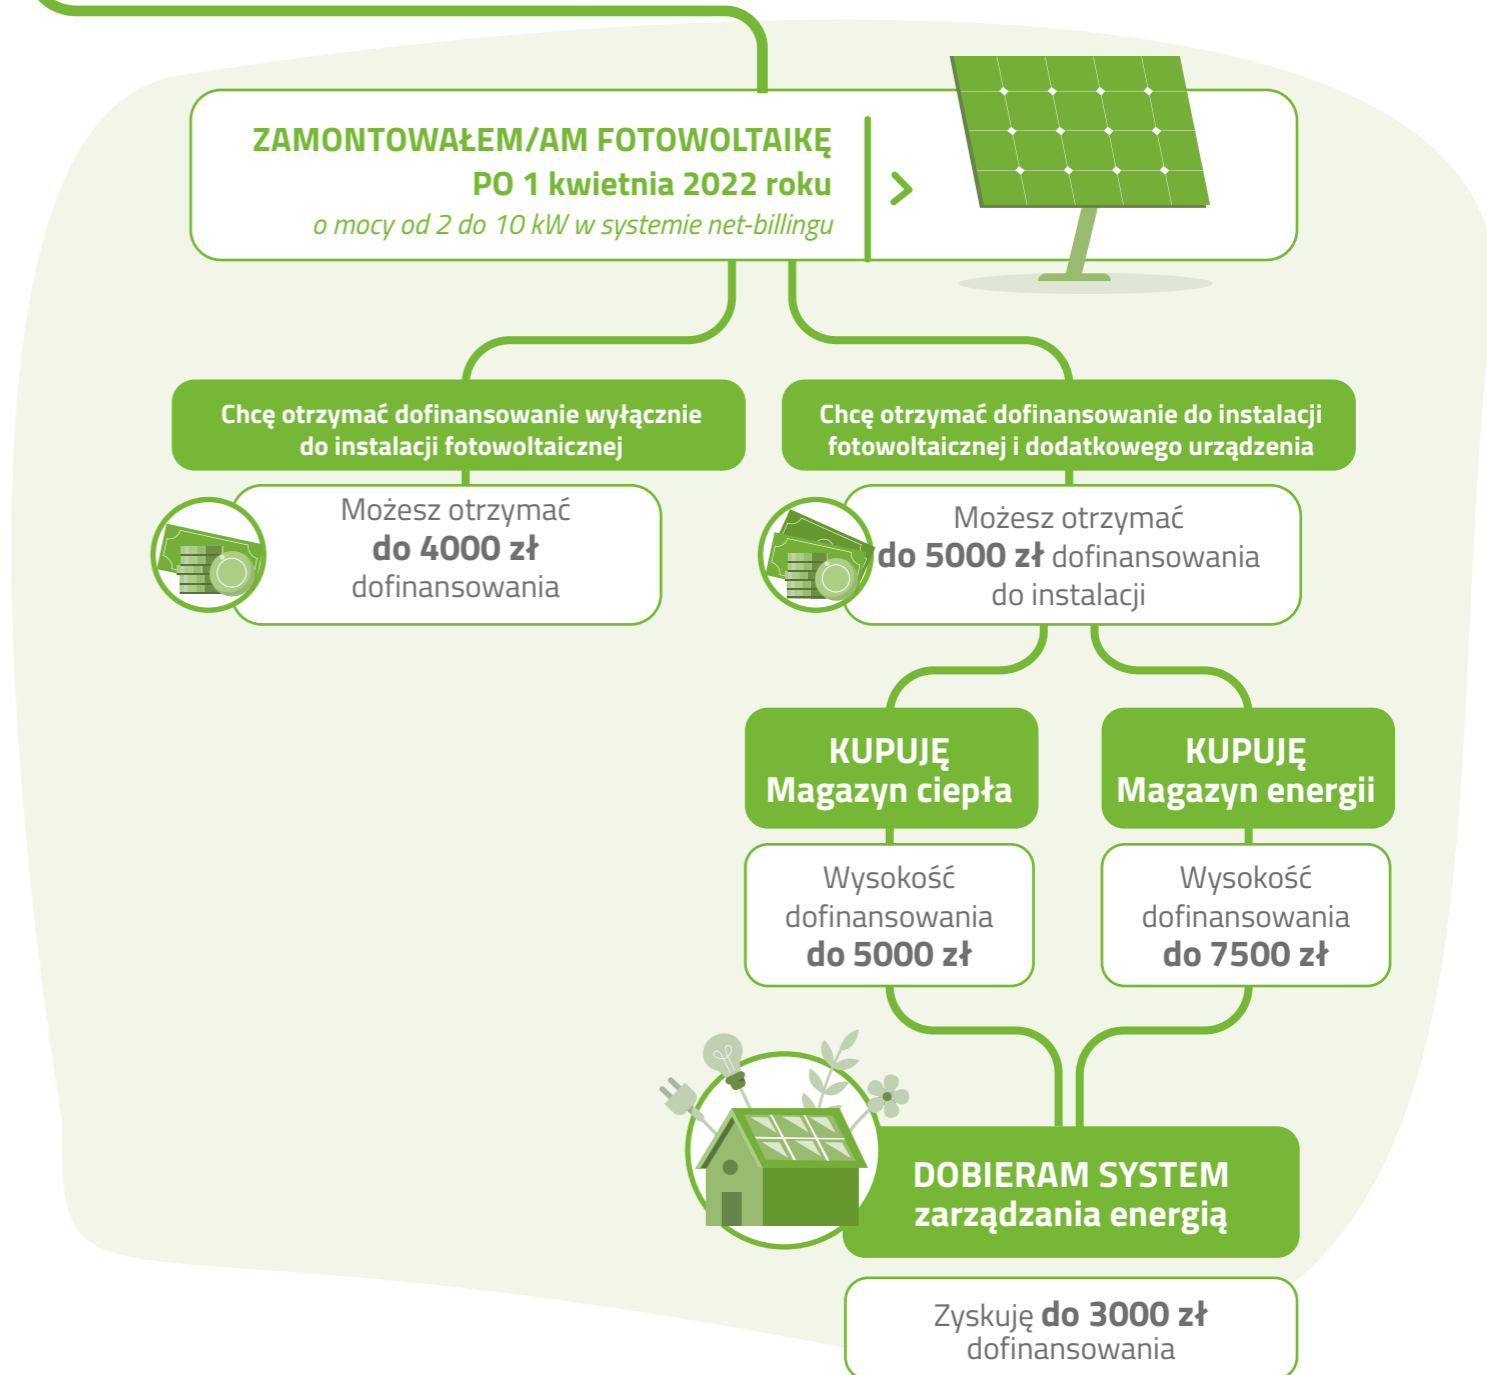 ZAMONTOWAŁEM/AM FOTOWOLTAIKĘ
PO 1 kwietnia 2022 roku
o mocy od 2 do 10 kW w systemie net-billingu
Chcę otrzymać dofinansowanie wyłącznie
do instalacji fotowoltaicznej
Możesz otrzymać
do 4000 zł
dofinansowania
Chcę otrzymać dofinansowanie do instalacji
fotowoltaicznej i dodatkowego urządzenia
Możesz otrzymać
do 5000 zł dofinansowania
do instalacji
KUPUJĘ
Magazyn ciepła
Wysokość
dofinansowania
do 5000 zł
KUPUJĘ
Magazyn energii
Wysokość
dofinansowania
do 7500 zł
DOBIERAM SYSTEM
zarządzania energią
Zyskuję do 3000 zł
dofinansowania